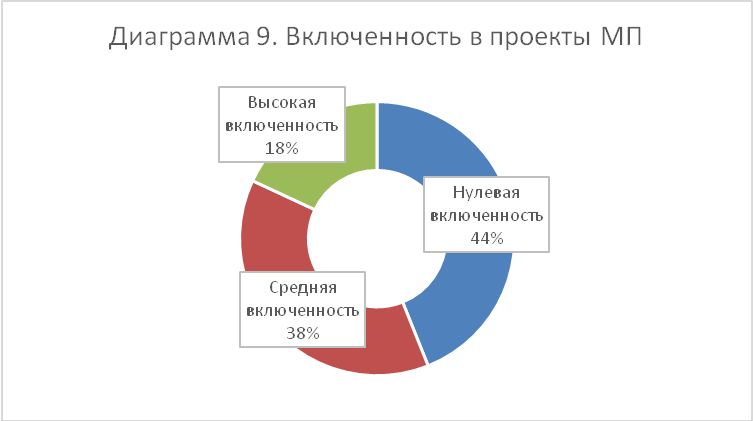 Диаграмма 9. Включенность в проекты МП
Высокая
включенность
18%
Нулевая
включенность
44%
Средняя
включенность
38%